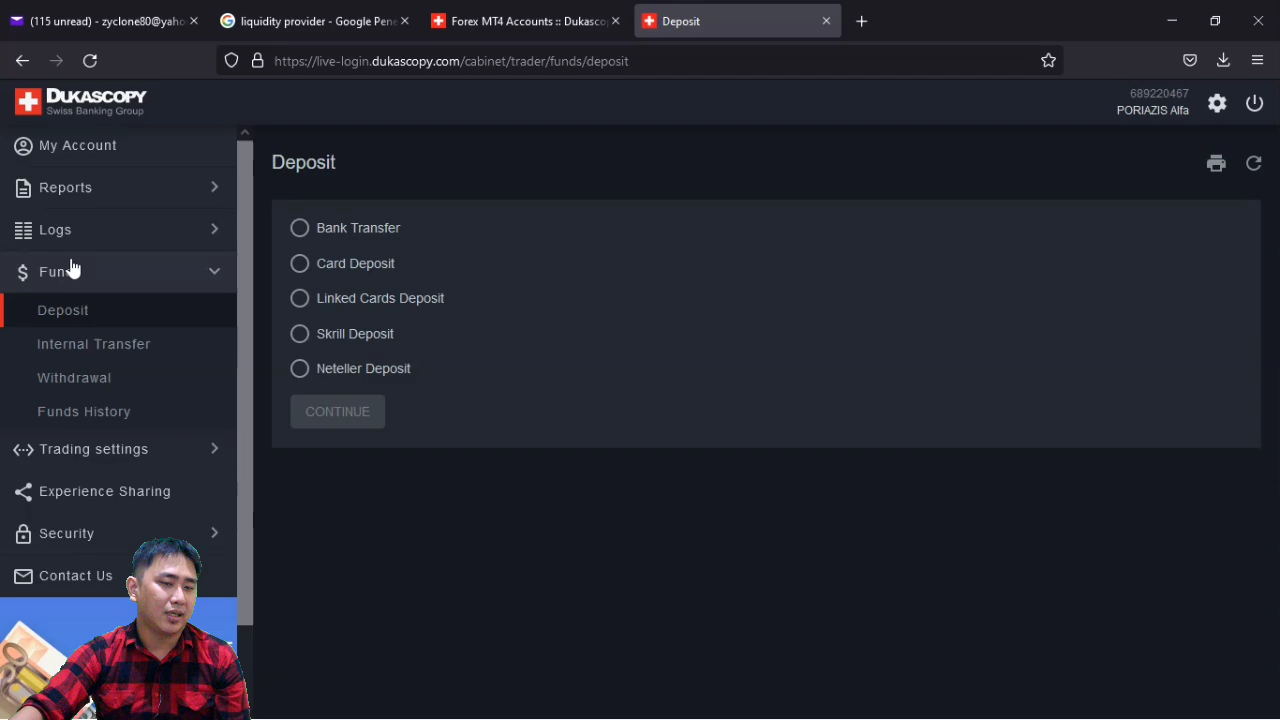 (115 unread) - zyclone80@yaho
liquidity provider - Google Pene
Forex MT4 Accounts :: Dukasco
Deposit
https://live-login.dukascopy.com/cabinet/trader/funds/deposit
DUKASCOPY
Swiss Banking Group
689220467
PORIAZIS Alfa
My Account
Reports
Logs
Fun
Deposit
Internal Transfer
Withdrawal
Funds History
Trading settings
Experience Sharing
Security
Contact Us
Deposit
Bank Transfer
Card Deposit
Linked Cards Deposit
Skrill Deposit
Neteller Deposit
CONTINUE